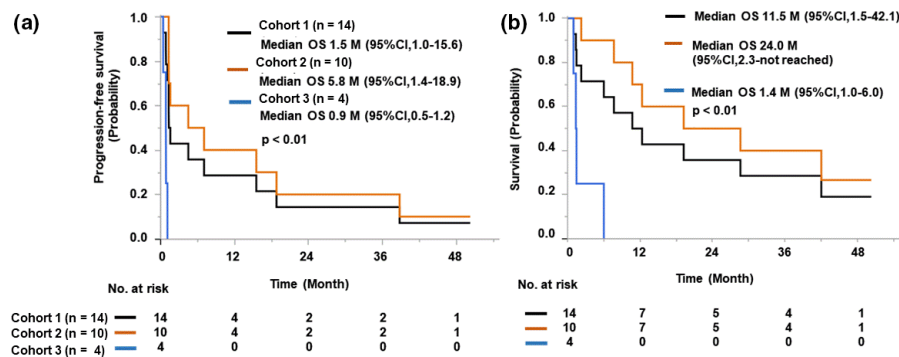 (a)
Progression-free survival
(Probability)
1.0
0.8
0.6
0.4
0.2
0.0
Cohort 1 (n = 14)
Median OS 1.5 M (95%CI,1.0-15.6)
Cohort 2 (n = 10)
Median OS 5.8 M (95%CI,1.4-18.9)
Cohort 3 (n = 4)
Median OS 0.9 M (95%CI,0.5-1.2)
p < 0.01
0 12 24 36 48
Time (Month)
No. at risk
Cohort 1 (n = 14) 14 4 2 2 1
Cohort 2 (n = 10) 10 4 2 2 1
Cohort 3 (n = 4) 4 0 0 0 0
(b)
Survival (Probability)
1.0
0.8
0.6
0.4
0.2
0.0
Median OS 11.5 M (95%CI,1.5-42.1)
Median OS 24.0 M
(95%CI,2.3-not reached)
Median OS 1.4 M (95%CI,1.0-6.0)
p < 0.01
0 12 24 36 48
Time (Month)
No. at risk
14 7 5 4 1
10 7 5 4 1
4 0 0 0 0